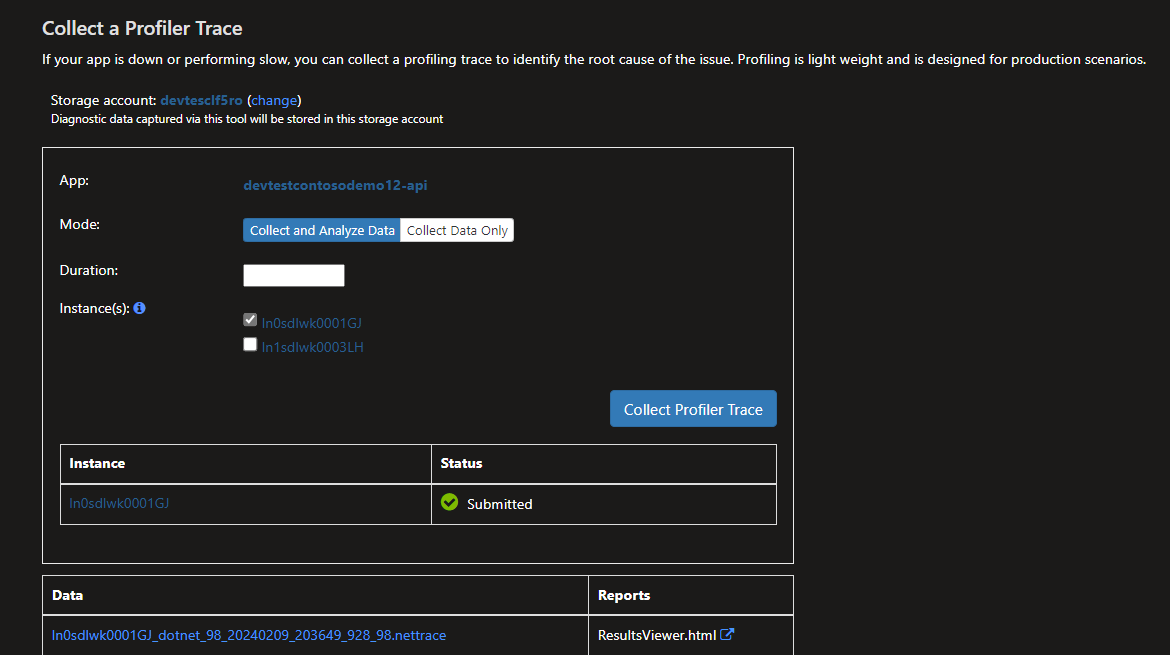 Collect a Profiler Trace
If your app is down or performing slow, you can collect a profiling trace to identify the root cause of the issue. Profiling is light weight and is designed for production scenarios.
Storage account: devtesclf5ro (change)
Diagnostic data captured via this tool will be stored in this storage account
App:
devtestcontosodemo12-api
Mode:
Collect and Analyze Data Collect Data Only
Duration:
Instance(s):
ln0sdlwk0001GJ
ln1sdlwk0003LH
Collect Profiler Trace
Instance Status
ln0sdlwk0001GJ Submitted
Data Reports
ln0sdlwk0001GJ_dotnet_98_20240209_203649_928_98.nettrace ResultsViewer.html